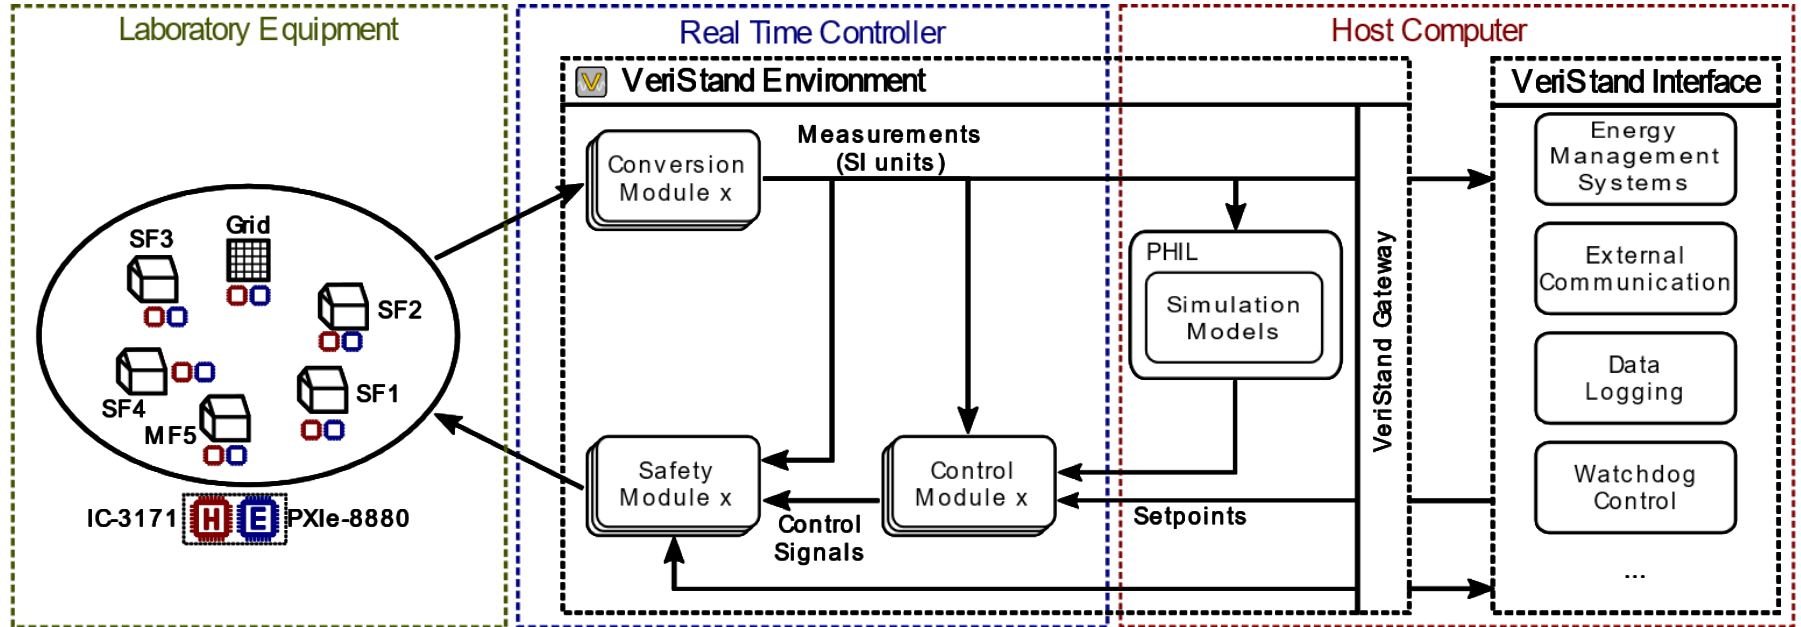 Laboratory Equipment
Real Time Controller
Host Computer
V
VeriStand Environment
VeriStand Interface
Conversion
Module x
Measurements
(SI units)
Energy
Management
Systems
External
Communication
Data
Logging
Watchdog
Control
...
PHIL
Simulation
Models
VeriStand Gateway
Grid
SF3
SF2
SF4
SF1
MF5
IC-3171
H
E
PXIe-8880
Safety
Module x
Control
Module x
Control
Signals
Setpoints